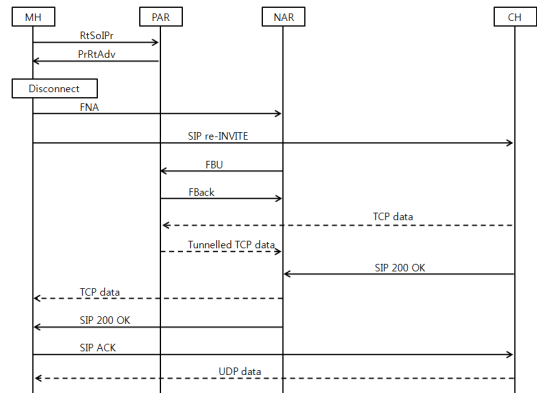 MH PAR NAR CH
RtSolPr
PrRtAdv
Disconnect
FNA
SIP re-INVITE
FBU
FBack
TCP data
Tunnelled TCP data
SIP 200 OK
TCP data
SIP 200 OK
SIP ACK
UDP data